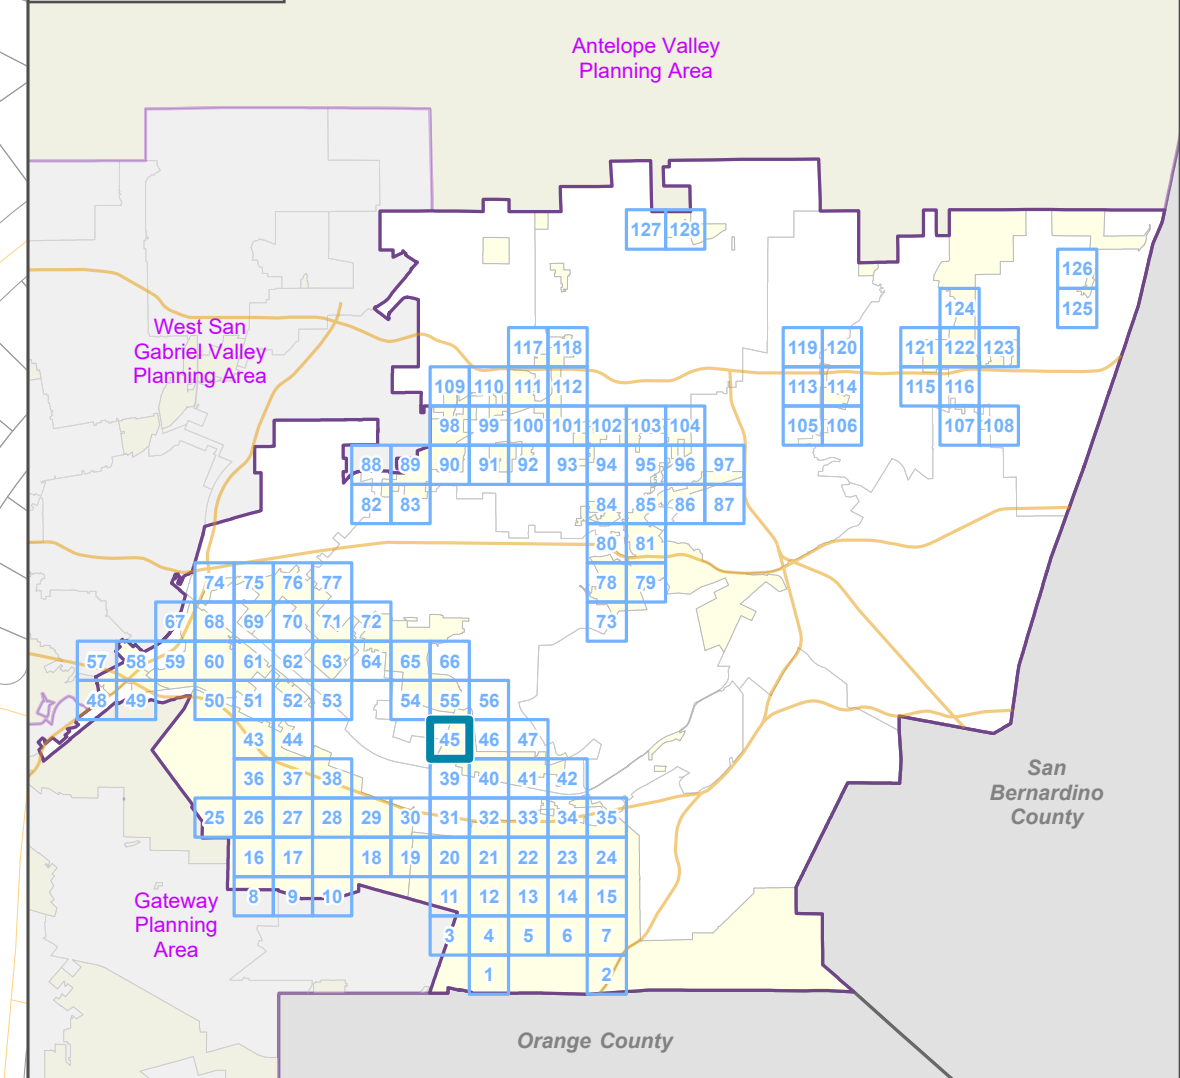 Antelope Valley
Planning Area
127 128
126
125
124
West San
Gabriel Valley
Planning Area
117 118
119 120
121 122 123
109 110 111 112
113 114
115 116
98 99 100 101 102 103 104
105 106
107 108
88 89 90 91 92 93 94 95 96 97
82 83
84 85 86 87
80 81
74 75 76 77
78 79
67 68 69 70 71 72
73
57 58 59 60 61 62 63 64 65 66
48 49 50 51 52 53 54 55 56
43 44 45 46 47
36 37 38 39 40 41 42
San
Bernardino
County
25 26 27 28 29 30 31 32 33 34 35
16 17 18 19 20 21 22 23 24
8 9 10 11 12 13 14 15
Gateway
Planning
Area
3 4 5 6 7
1 2
Orange County